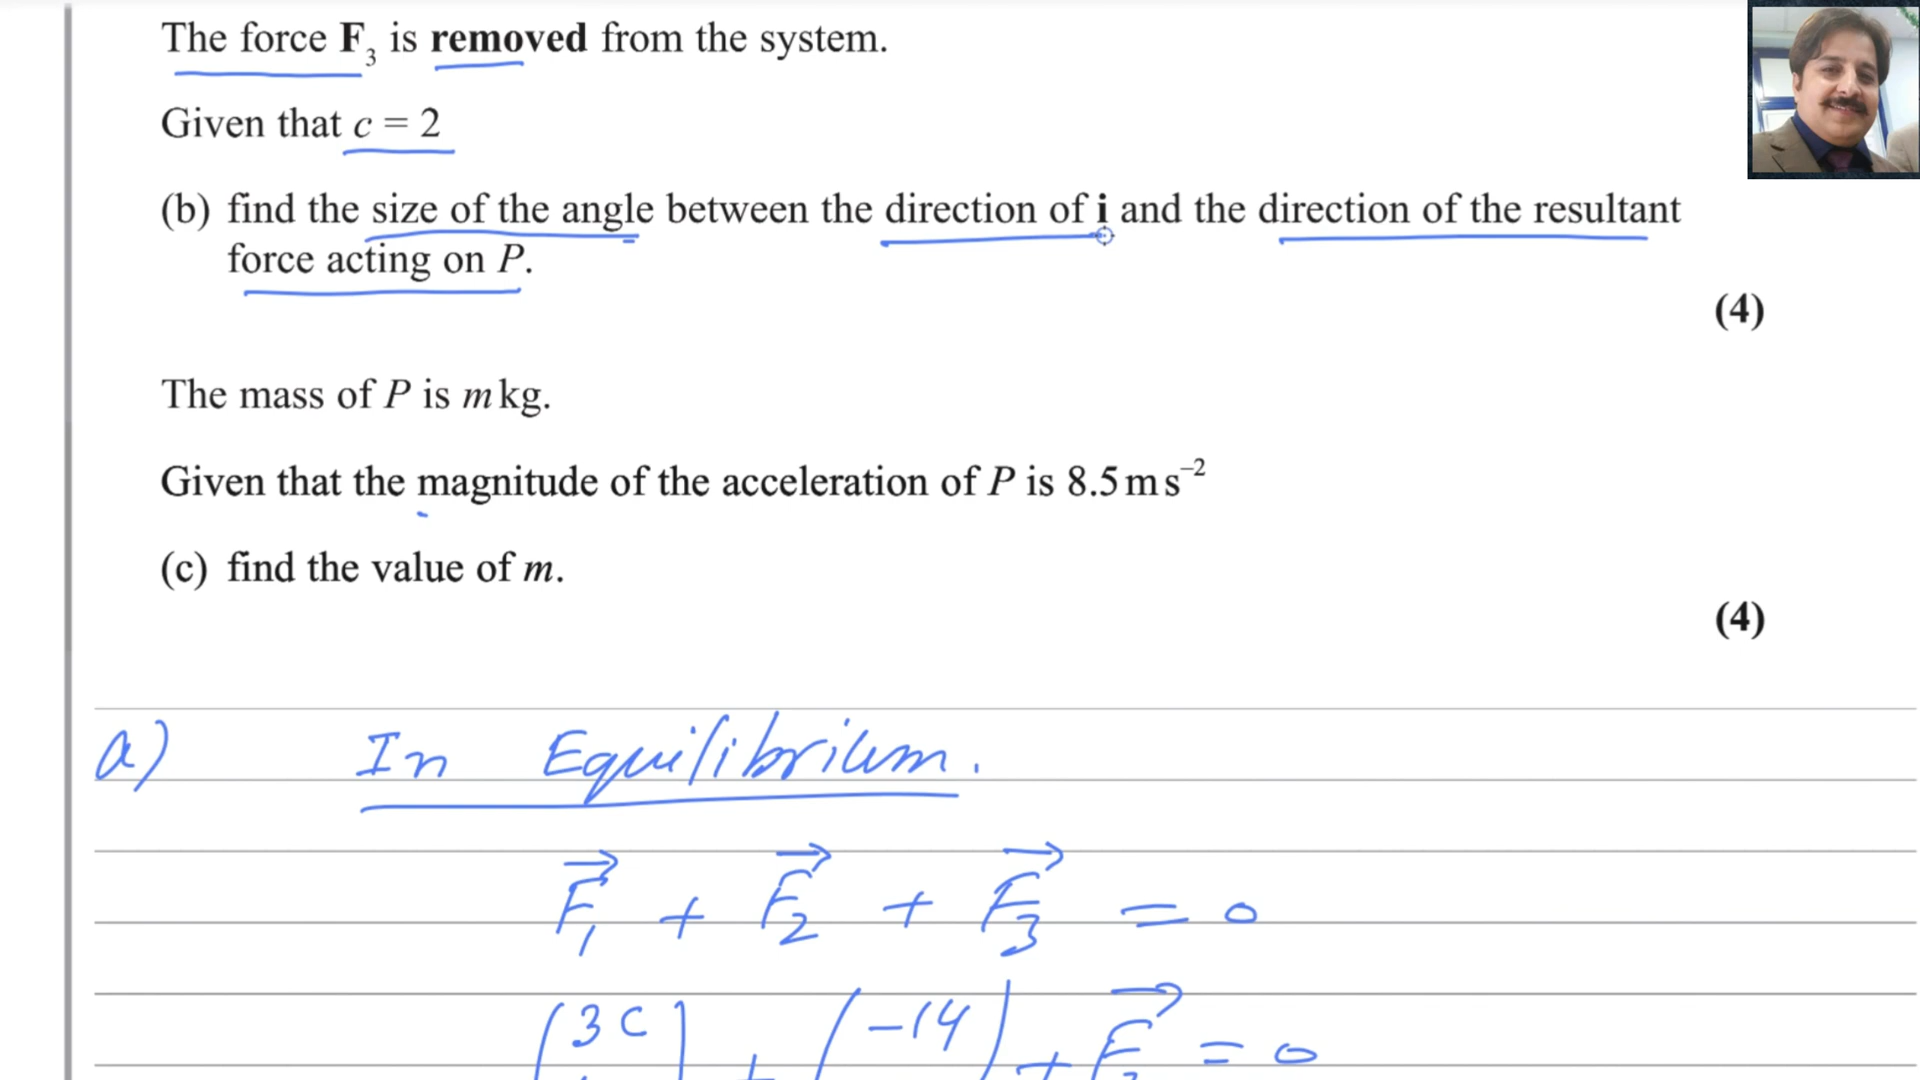 The force F₃ is removed from the system.
Given that c = 2
(b) find the size of the angle between the direction of i and the direction of the resultant
force acting on P.
(4)
The mass of P is m kg.
Given that the magnitude of the acceleration of P is 8.5 m s⁻²
(c) find the value of m.
(4)
a) In Equilibrium.
F₁ + F₂ + F₃ = 0
(3c) + (-14) + F = 0